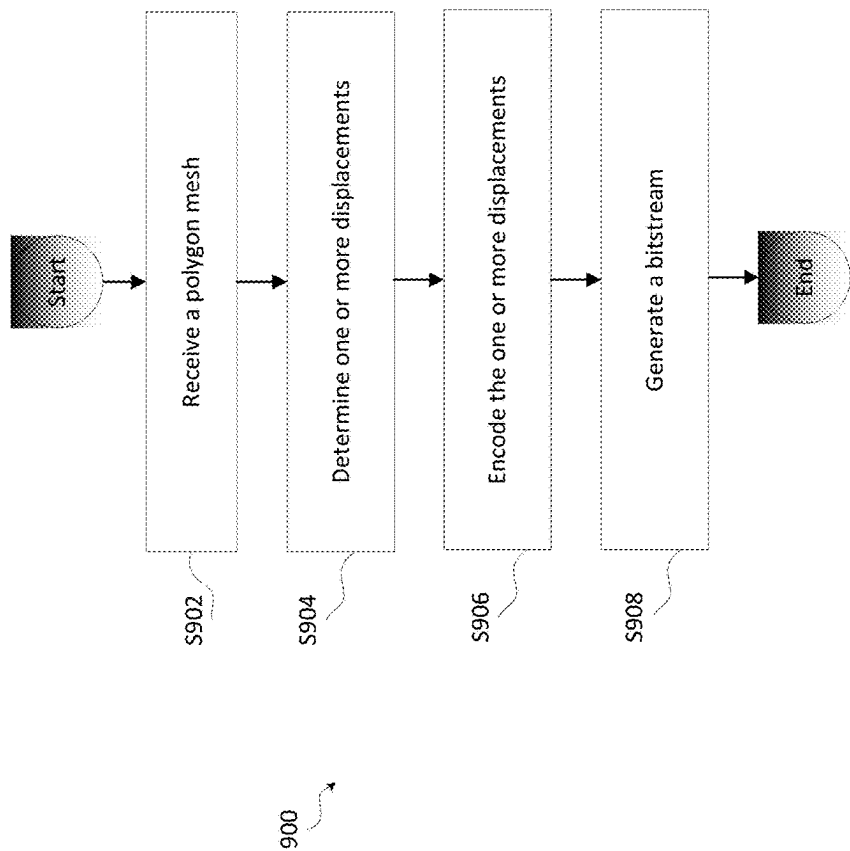 900
Start
S902
Receive a polygon mesh
S904
Determine one or more displacements
S906
Encode the one or more displacements
S908
Generate a bitstream
End